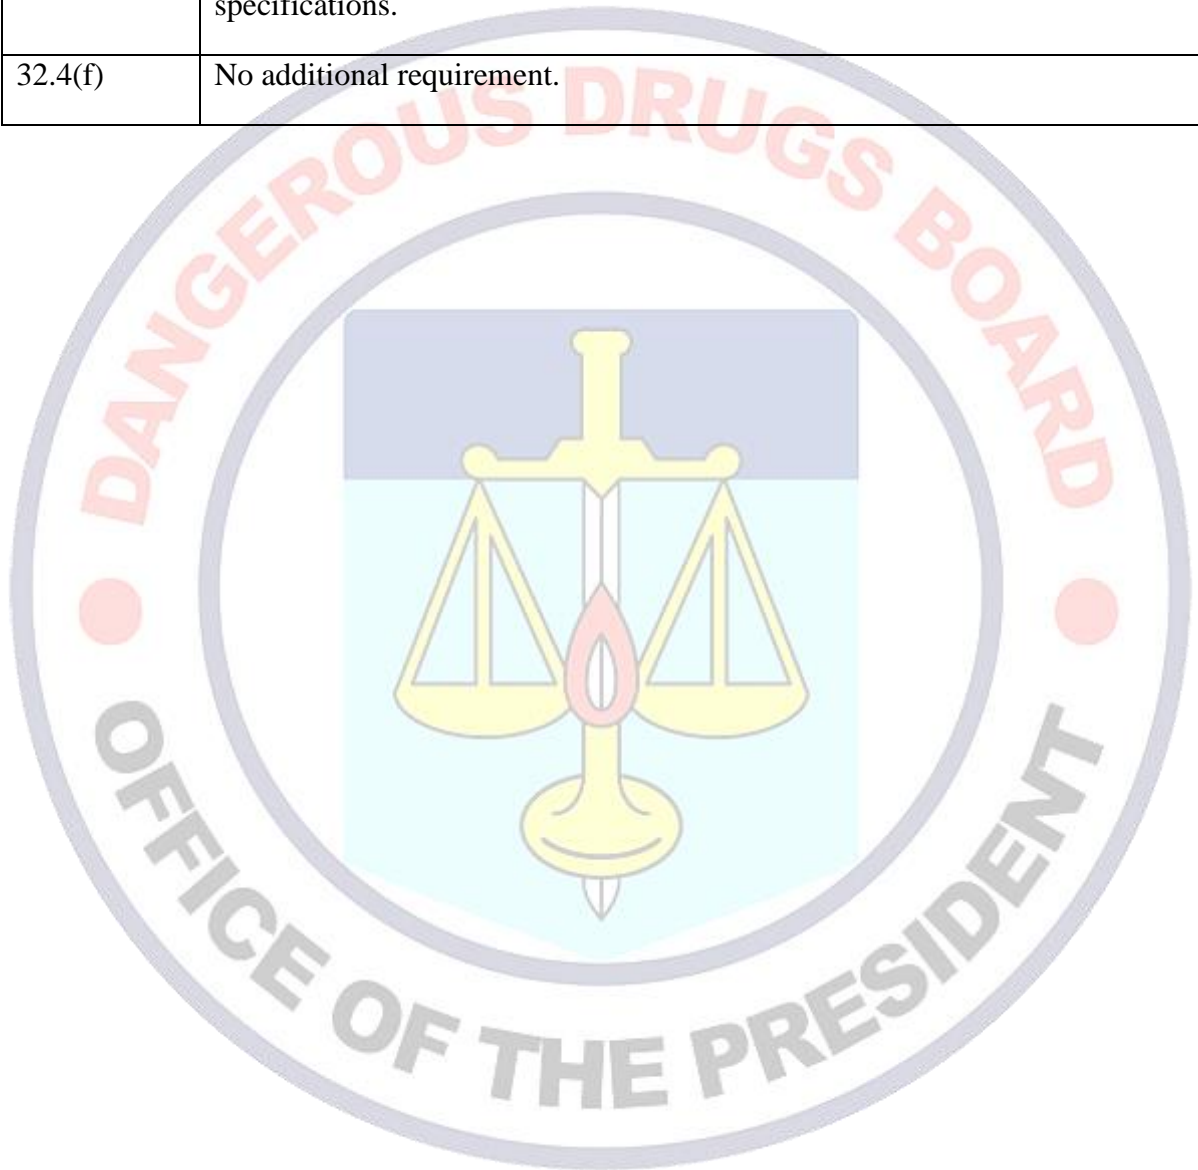 specifications.
32.4(f) No additional requirement.
DANGEROUS DRUGS BOARD
OFFICE OF THE PRESIDENT